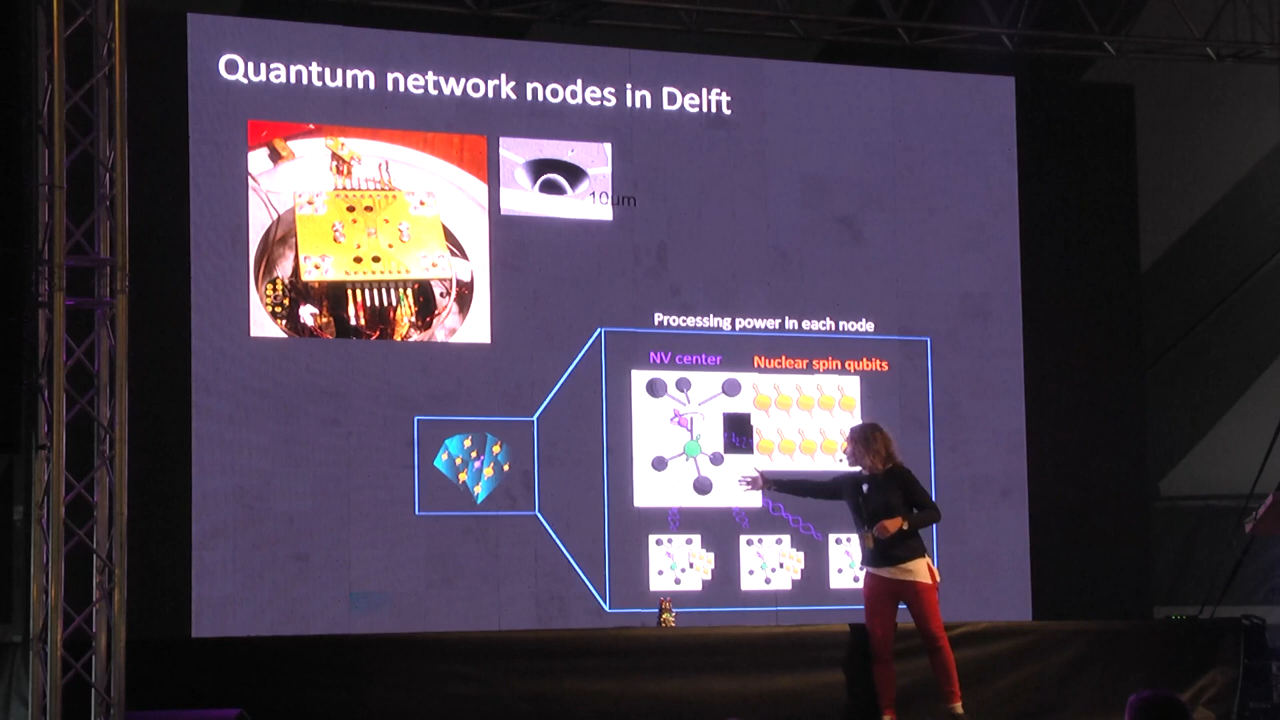 Quantum network nodes in Delft
10um
Processing power in each node
NV center
Nuclear spin qubits